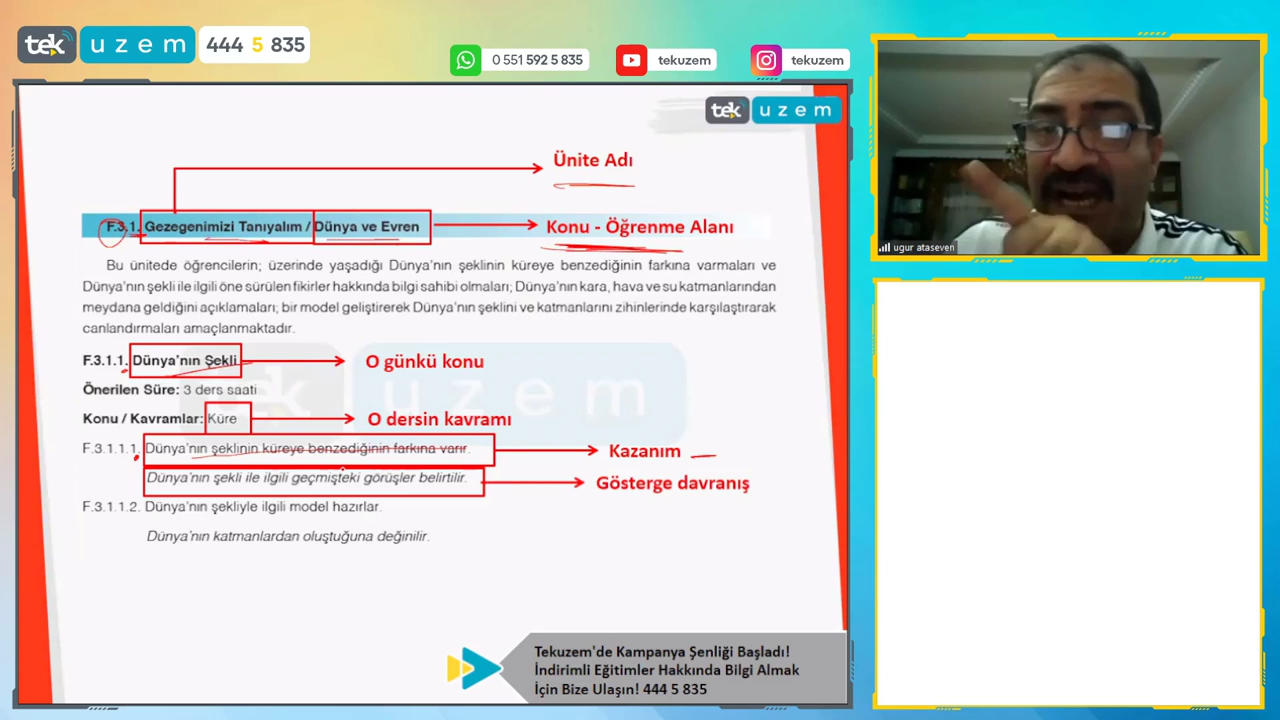 tek uzem 444 5 835
0 551 592 5 835
tekuzem
tekuzem
tek uzem
Ünite Adı
F.3.1. Gezegenimizi Tanıyalım / Dünya ve Evren
Konu - Öğrenme Alanı
Bu ünitede öğrencilerin; üzerinde yaşadığı Dünya'nın şeklinin küreye benzediğinin farkına varmaları ve
Dünya'nın şekli ile ilgili öne sürülen fikirler hakkında bilgi sahibi olmaları; Dünya'nın kara, hava ve su katmanlarından
meydana geldiğini açıklamaları; bir model geliştirerek Dünya'nın şeklini ve katmanlarını zihinlerinde karşılaştırarak
canlandırmaları amaçlanmaktadır.
F.3.1.1. Dünya'nın Şekli
O günkü konu
Önerilen Süre: 3 ders saati
Konu / Kavramlar: Küre
O dersin kavramı
F.3.1.1.1. Dünya'nın şeklinin küreye benzediğinin farkına varır.
Kazanım
Dünya'nın şekli ile ilgili geçmişteki görüşler belirtilir.
Gösterge davranış
F.3.1.1.2. Dünya'nın şekliyle ilgili model hazırlar.
Dünya'nın katmanlardan oluştuğuna değinilir.
tek uzem
Tekuzem'de Kampanya Şenliği Başladı!
İndirimli Eğitimler Hakkında Bilgi Almak
İçin Bize Ulaşın! 444 5 835
ugur ataseven